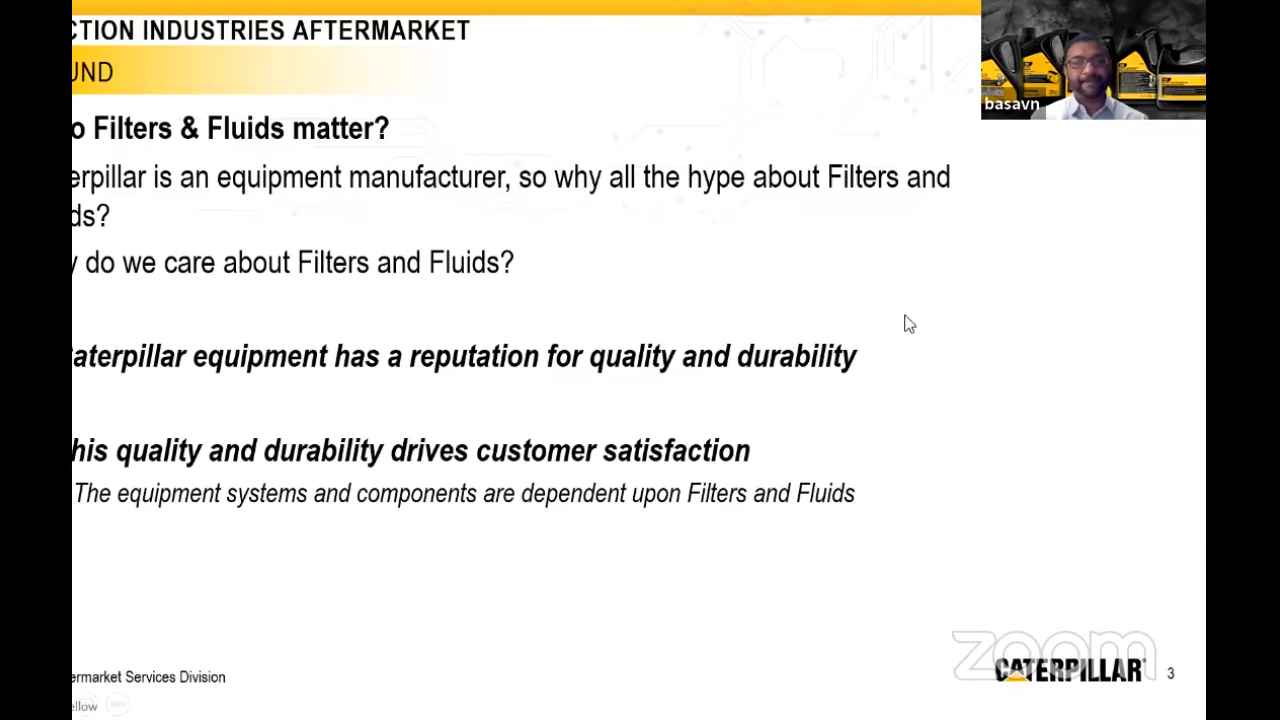 CTION INDUSTRIES AFTERMARKET
UND
o Filters & Fluids matter?
erpillar is an equipment manufacturer, so why all the hype about Filters and
ds?
y do we care about Filters and Fluids?
aterpillar equipment has a reputation for quality and durability
his quality and durability drives customer satisfaction
The equipment systems and components are dependent upon Filters and Fluids
ermarket Services Division
ellow
basavn
zoom
CATERPILLAR
3